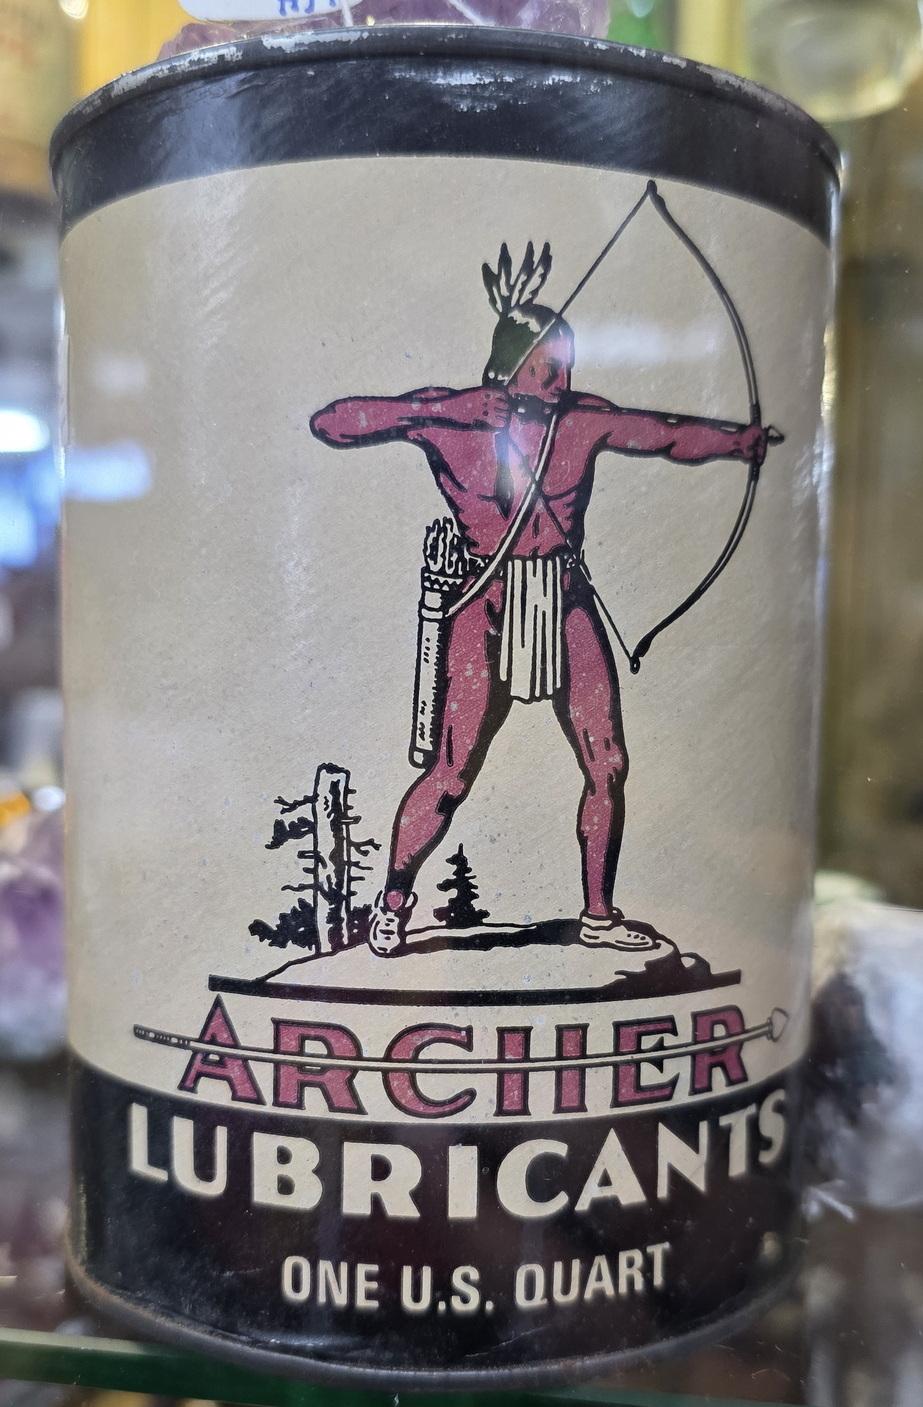 ARCHER
LUBRICANTS
ONE U.S. QUART